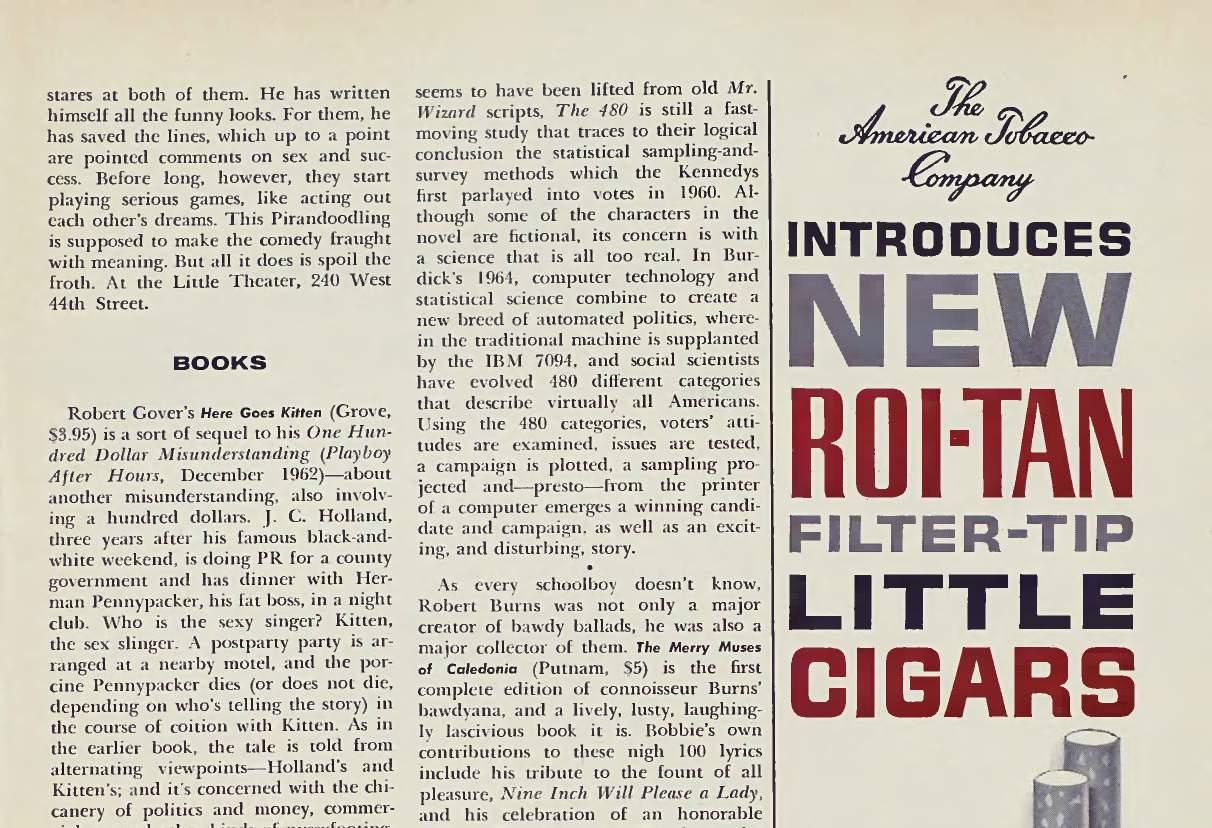 stares at both of them. He has written
himself all the funny looks. For them, he
has saved the lines, which up to a point
are pointed comments on sex and suc-
cess. Before long, however, they start
playing serious games, like acting out
each other's dreams. This Pirandoodling
is supposed to make the comedy fraught
with meaning. But all it does is spoil the
froth. At the Little Theater, 240 West
44th Street.
BOOKS
Robert Gover's Here Goes Kitten (Grove,
$3.95) is a sort of sequel to his One Hun-
dred Dollar Misunderstanding (Playboy
After Hours, December 1962)—about
another misunderstanding, also involv-
ing a hundred dollars. J. C. Holland,
three years after his famous black-and-
white weekend, is doing PR for a county
government and has dinner with Her-
man Pennypacker, his fat boss, in a night
club. Who is the sexy singer? Kitten,
the sex slinger. A postparty party is ar-
ranged at a nearby motel, and the por-
cine Pennypacker dies (or does not die,
depending on who's telling the story) in
the course of coition with Kitten. As in
the earlier book, the tale is told from
alternating viewpoints—Holland's and
Kitten's; and it's concerned with the chi-
canery of politics and money, commer-
seems to have been lifted from old Mr.
Wizard scripts, The 480 is still a fast-
moving study that traces to their logical
conclusion the statistical sampling-and-
survey methods which the Kennedys
first parlayed into votes in 1960. Al-
though some of the characters in the
novel are fictional, its concern is with
a science that is all too real. In Bur-
dick's 1964, computer technology and
statistical science combine to create a
new breed of automated politics, where-
in the traditional machine is supplanted
by the IBM 7094, and social scientists
have evolved 480 different categories
that describe virtually all Americans.
Using the 480 categories, voters' atti-
tudes are examined, issues are tested,
a campaign is plotted, a sampling pro-
jected and—presto—from the printer
of a computer emerges a winning candi-
date and campaign, as well as an excit-
ing, and disturbing, story.
•
As every schoolboy doesn't know,
Robert Burns was not only a major
creator of bawdy ballads, he was also a
major collector of them. The Merry Muses
of Caledonia (Putnam, $5) is the first
complete edition of connoisseur Burns'
bawdyana, and a lively, lusty, laughing-
ly lascivious book it is. Bobbie's own
contributions to these nigh 100 lyrics
include his tribute to the fount of all
pleasure, Nine Inch Will Please a Lady,
and his celebration of an honorable
The
American Tobacco
Company
INTRODUCES
NEW
ROI-TAN
FILTER-TIP
LITTLE
CIGARS